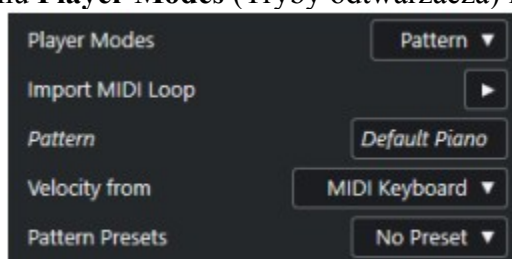 Player Modes (Tryby odtwarzacza)
Player Modes Pattern ▼
Import MIDI Loop ►
Pattern Default Piano
Velocity from MIDI Keyboard ▼
Pattern Presets No Preset ▼